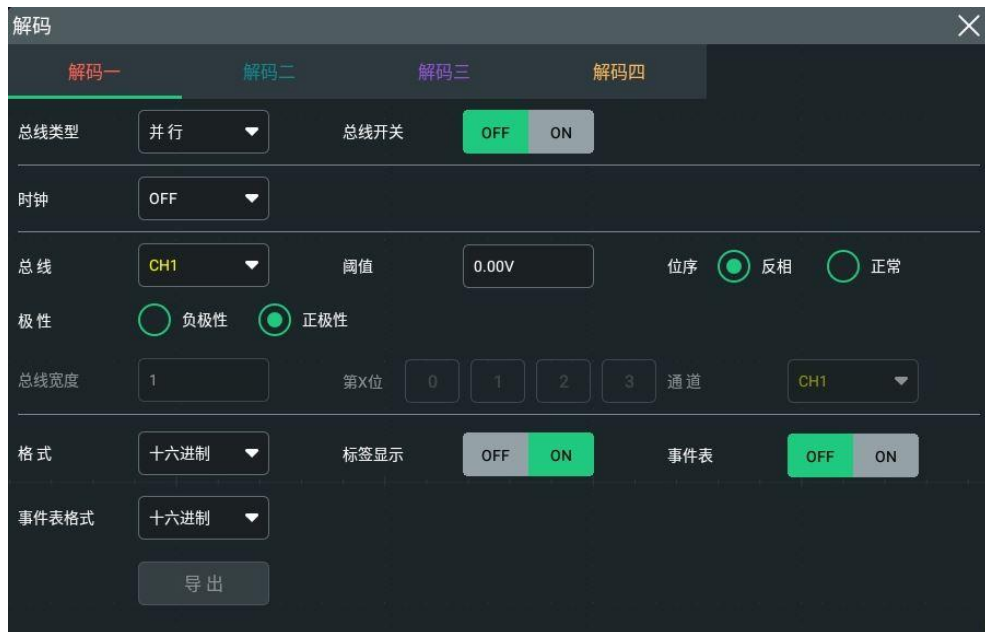 解码
解码一 解码二 解码三 解码四
总线类型 并行 总线开关 OFF ON
时钟 OFF
总线 CH1 阈值 0.00V 位序 反相 正常
极性 负极性 正极性
总线宽度 1 第X位 0 1 2 3 通道 CH1
格式 十六进制 标签显示 OFF ON 事件表 OFF ON
事件表格式 十六进制
导出